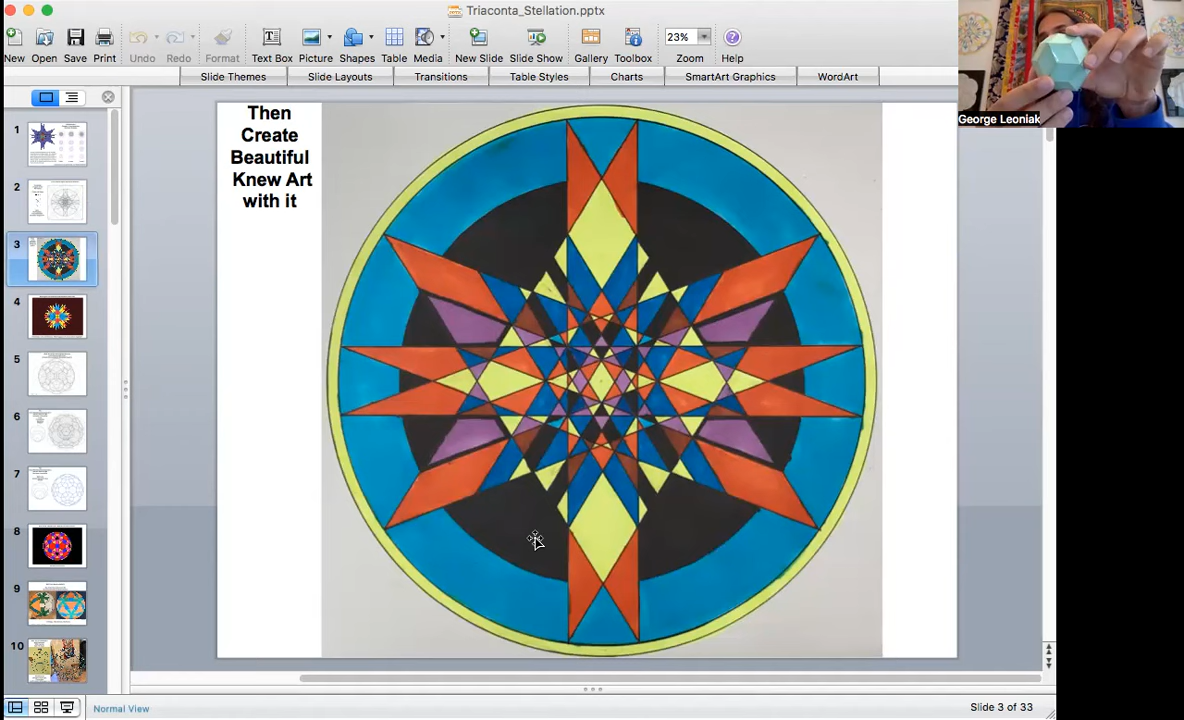 Triaconta_Stellation.pptx
23%
New Open Save Print Undo Redo Format Text Box Picture Shapes Table Media New Slide Slide Show Gallery Toolbox Zoom Help
Slide Themes Slide Layouts Transitions Table Styles Charts SmartArt Graphics WordArt
George Leoniak
Then
Create
Beautiful
Knew Art
with it
1
2
3
4
5
6
7
8
9
10
Normal View
Slide 3 of 33